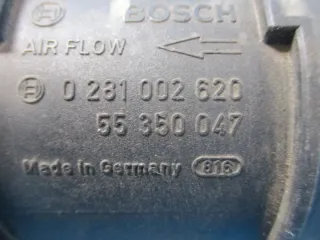 BOSCH
AIR FLOW
0 281 002 620
55 350 047
Made in Germany 816